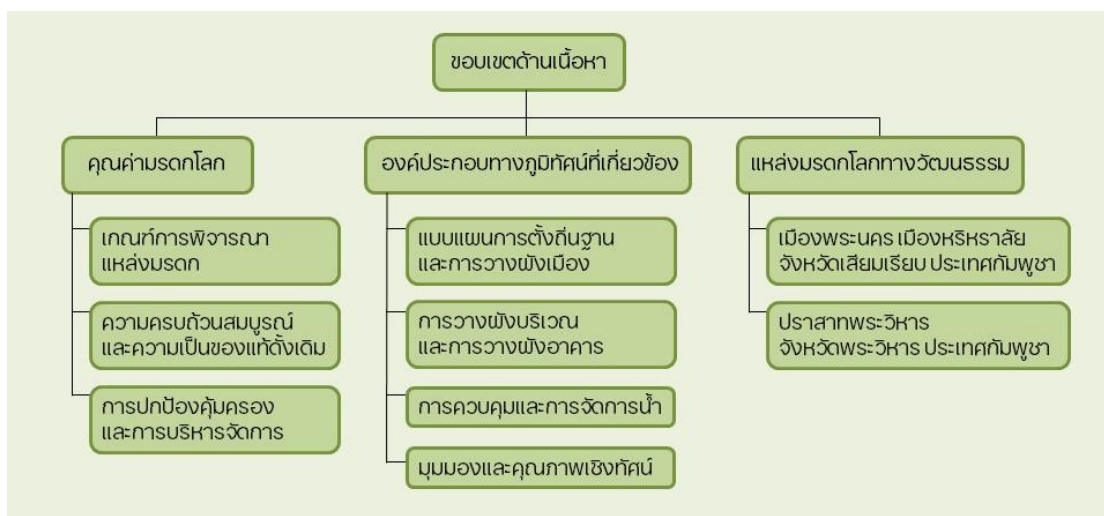 ขอบเขตด้านเนื้อหา
คุณค่ามรดกโลก
เกณฑ์การพิจารณา
แหล่งมรดก
ความครบถ้วนสมบูรณ์
และความเป็นของแท้ดั้งเดิม
การปกป้องคุ้มครอง
และการบริหารจัดการ
องค์ประกอบทางภูมิทัศน์ที่เกี่ยวข้อง
แบบแผนการตั้งถิ่นฐาน
และการวางผังเมือง
การวางผังบริเวณ
และการวางผังอาคาร
การควบคุมและการจัดการน้ำ
มุมมองและคุณภาพเชิงทัศน์
แหล่งมรดกโลกทางวัฒนธรรม
เมืองพระนคร เมืองหริหราลัย
จังหวัดเสียมเรียบ ประเทศกัมพูชา
ปราสาทพระวิหาร
จังหวัดพระวิหาร ประเทศกัมพูชา